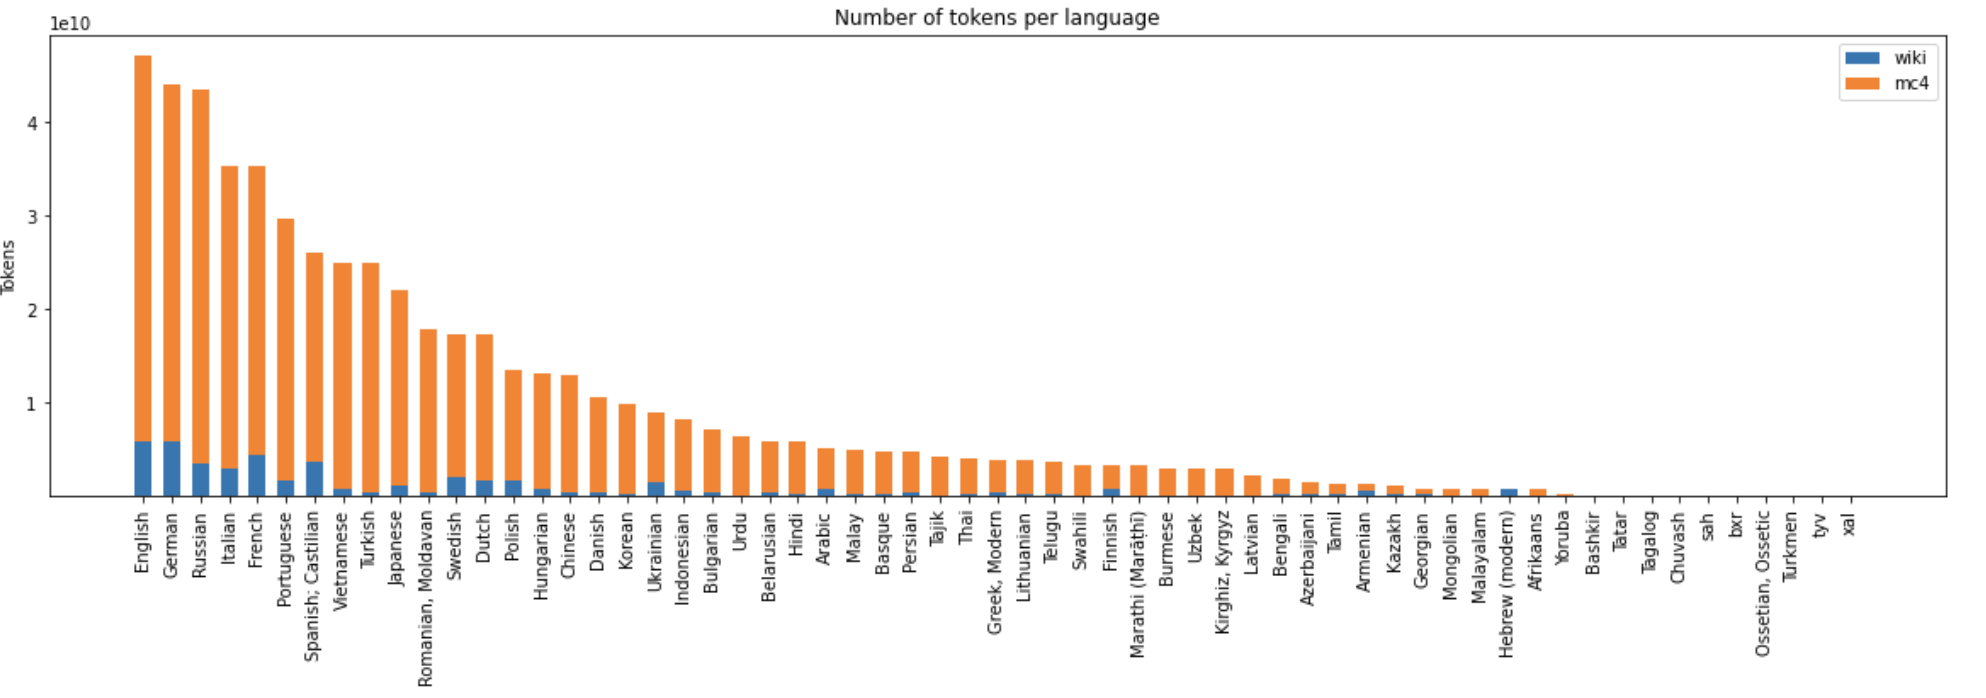 Number of tokens per language
1e10
wiki
mc4
4
3
2
1
Tokens
English
German
Russian
Italian
French
Portuguese
Spanish; Castilian
Vietnamese
Turkish
Japanese
Romanian, Moldavan
Swedish
Dutch
Polish
Hungarian
Chinese
Danish
Korean
Ukrainian
Indonesian
Bulgarian
Urdu
Belarusian
Hindi
Arabic
Malay
Basque
Persian
Tajik
Thai
Greek, Modern
Lithuanian
Telugu
Swahili
Finnish
Marathi (Marāṭhī)
Burmese
Uzbek
Kirghiz, Kyrgyz
Latvian
Bengali
Azerbaijani
Tamil
Armenian
Kazakh
Georgian
Mongolian
Malayalam
Hebrew (modern)
Afrikaans
Yoruba
Bashkir
Tatar
Tagalog
Chuvash
sah
bxr
Ossetian, Ossetic
Turkmen
tyv
xal